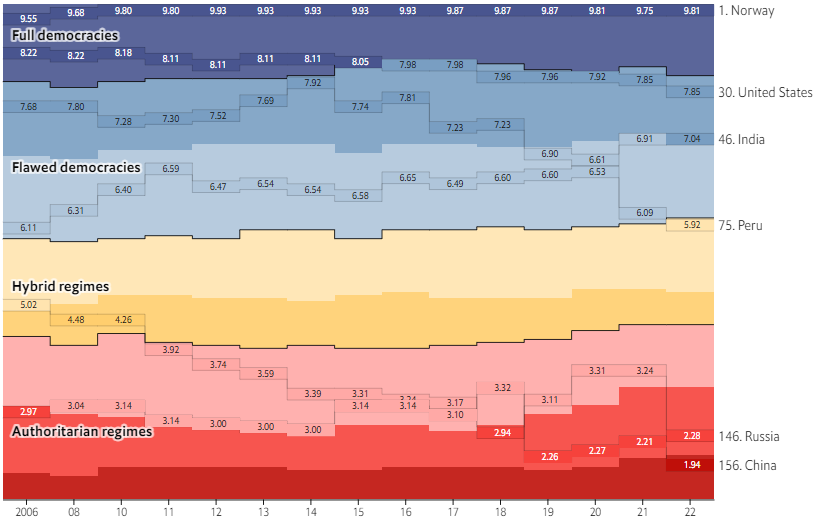 9.55 9.68 9.80 9.80 9.93 9.93 9.93 9.93 9.93 9.87 9.87 9.87 9.81 9.75 9.81 1. Norway
Full democracies
8.22 8.22 8.18 8.11 8.11 8.11 8.11 8.05 7.98 7.98 7.96 7.96 7.92 7.85 7.85 30. United States
7.68 7.80 7.28 7.30 7.52 7.69 7.92 7.74 7.81 7.23 7.23 6.90 6.61 6.91 7.04 46. India
Flawed democracies
6.11 6.31 6.40 6.59 6.47 6.54 6.54 6.58 6.65 6.49 6.60 6.60 6.53 6.09 5.92 75. Peru
Hybrid regimes
5.02 4.48 4.26 3.92 3.74 3.59 3.39 3.31 3.24 3.17 2.94 3.11 3.31 3.24 2.28 146. Russia
2.97 3.04 3.14 3.14 3.00 3.00 3.00 3.14 3.14 3.10 3.32 2.26 2.27 2.21 1.94 156. China
Authoritarian regimes
2006 08 10 11 12 13 14 15 16 17 18 19 20 21 22